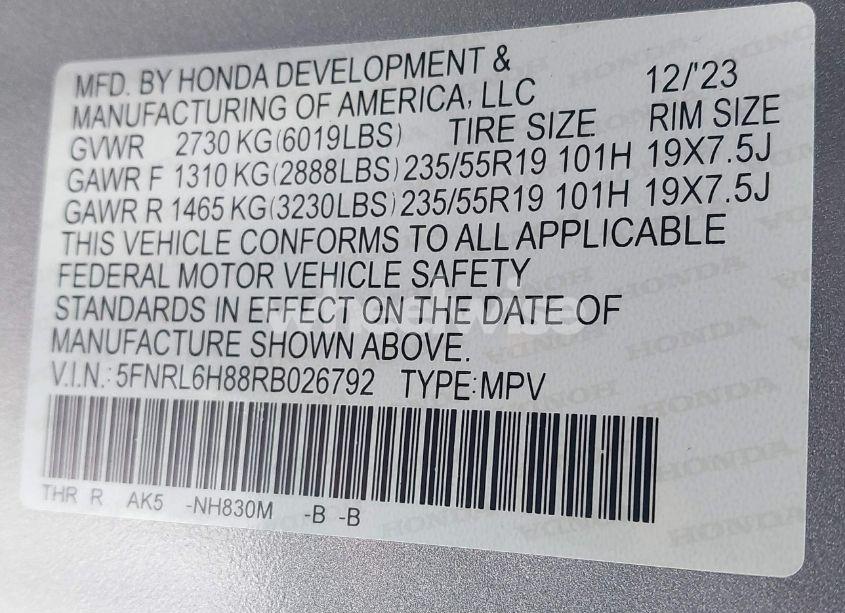 MFD. BY HONDA DEVELOPMENT &
MANUFACTURING OF AMERICA, LLC 12/'23
GVWR 2730 KG(6019LBS) TIRE SIZE RIM SIZE
GAWR F 1310 KG(2888LBS) 235/55R19 101H 19X7.5J
GAWR R 1465 KG(3230LBS) 235/55R19 101H 19X7.5J
THIS VEHICLE CONFORMS TO ALL APPLICABLE
FEDERAL MOTOR VEHICLE SAFETY
STANDARDS IN EFFECT ON THE DATE OF
MANUFACTURE SHOWN ABOVE.
V.I.N.: 5FNRL6H88RB026792 TYPE:MPV
THR R AK5 -NH830M -B -B